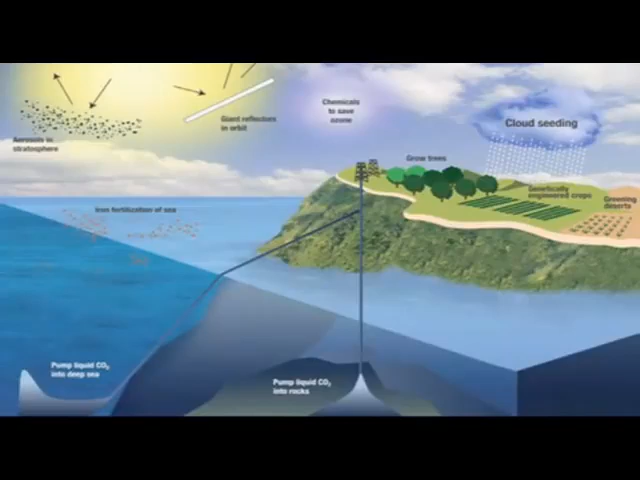 Chemicals
to save
ozone
Giant reflectors
in orbit
Cloud seeding
Aerosols in
stratosphere
Grow trees
Genetically
empowered crops
Greening
deserts
Iron fertilization of sea
Pump liquid CO₂
into deep sea
Pump liquid CO₂
into rocks